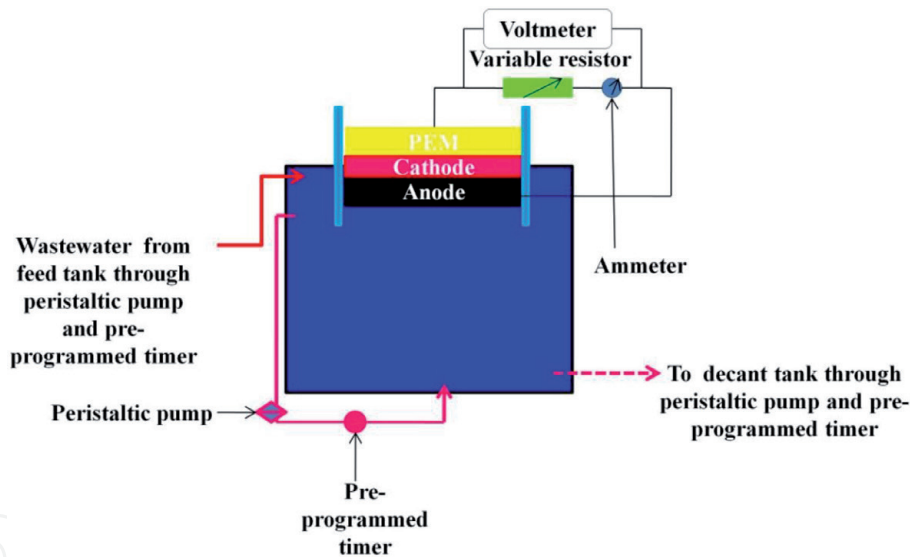 Voltmeter
Variable resistor
PEM
Cathode
Anode
Wastewater from
feed tank through
peristaltic pump
and pre-
programmed timer
Ammeter
Peristaltic pump
To decant tank through
peristaltic pump and pre-
programmed timer
Pre-
programmed
timer